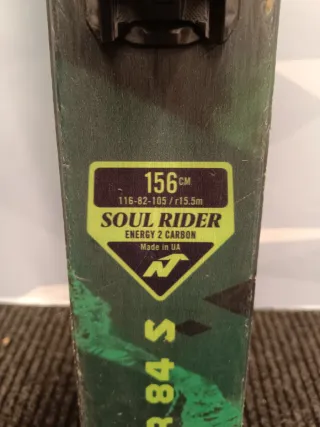 156CM
116-82-105 / r15.5m
SOUL RIDER
ENERGY 2 CARBON
Made in UA
R 84 S